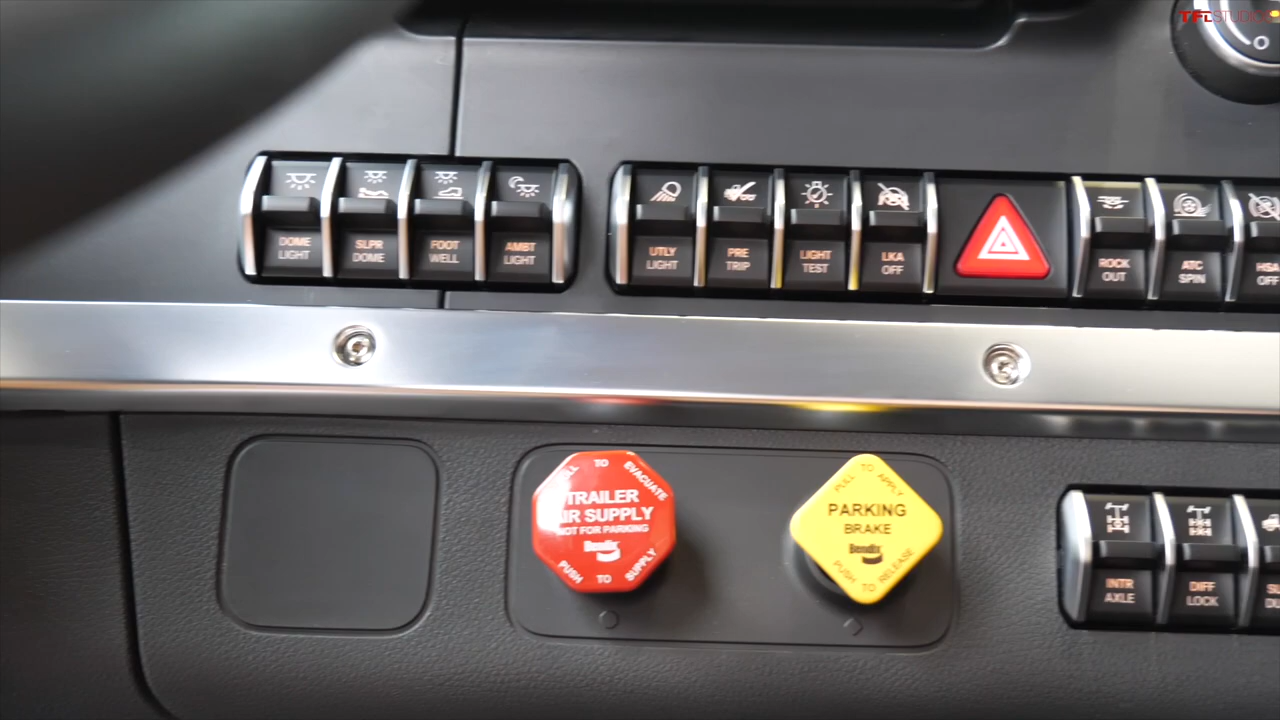 TFLSTUDIOS
DOME
LIGHT
SLPR
DOME
FOOT
WELL
AMBT
LIGHT
UTLY
LIGHT
PRE
TRIP
LIGHT
TEST
LKA
OFF
ROCK
OUT
ATC
SPIN
HSA
OFF
TO EVACUATE
TRAILER
AIR SUPPLY
NOT FOR PARKING
Bendix
PUSH TO SUPPLY
PULL TO APPLY
PARKING
BRAKE
Bendix
PUSH TO RELEASE
INTR
AXLE
DIFF
LOCK